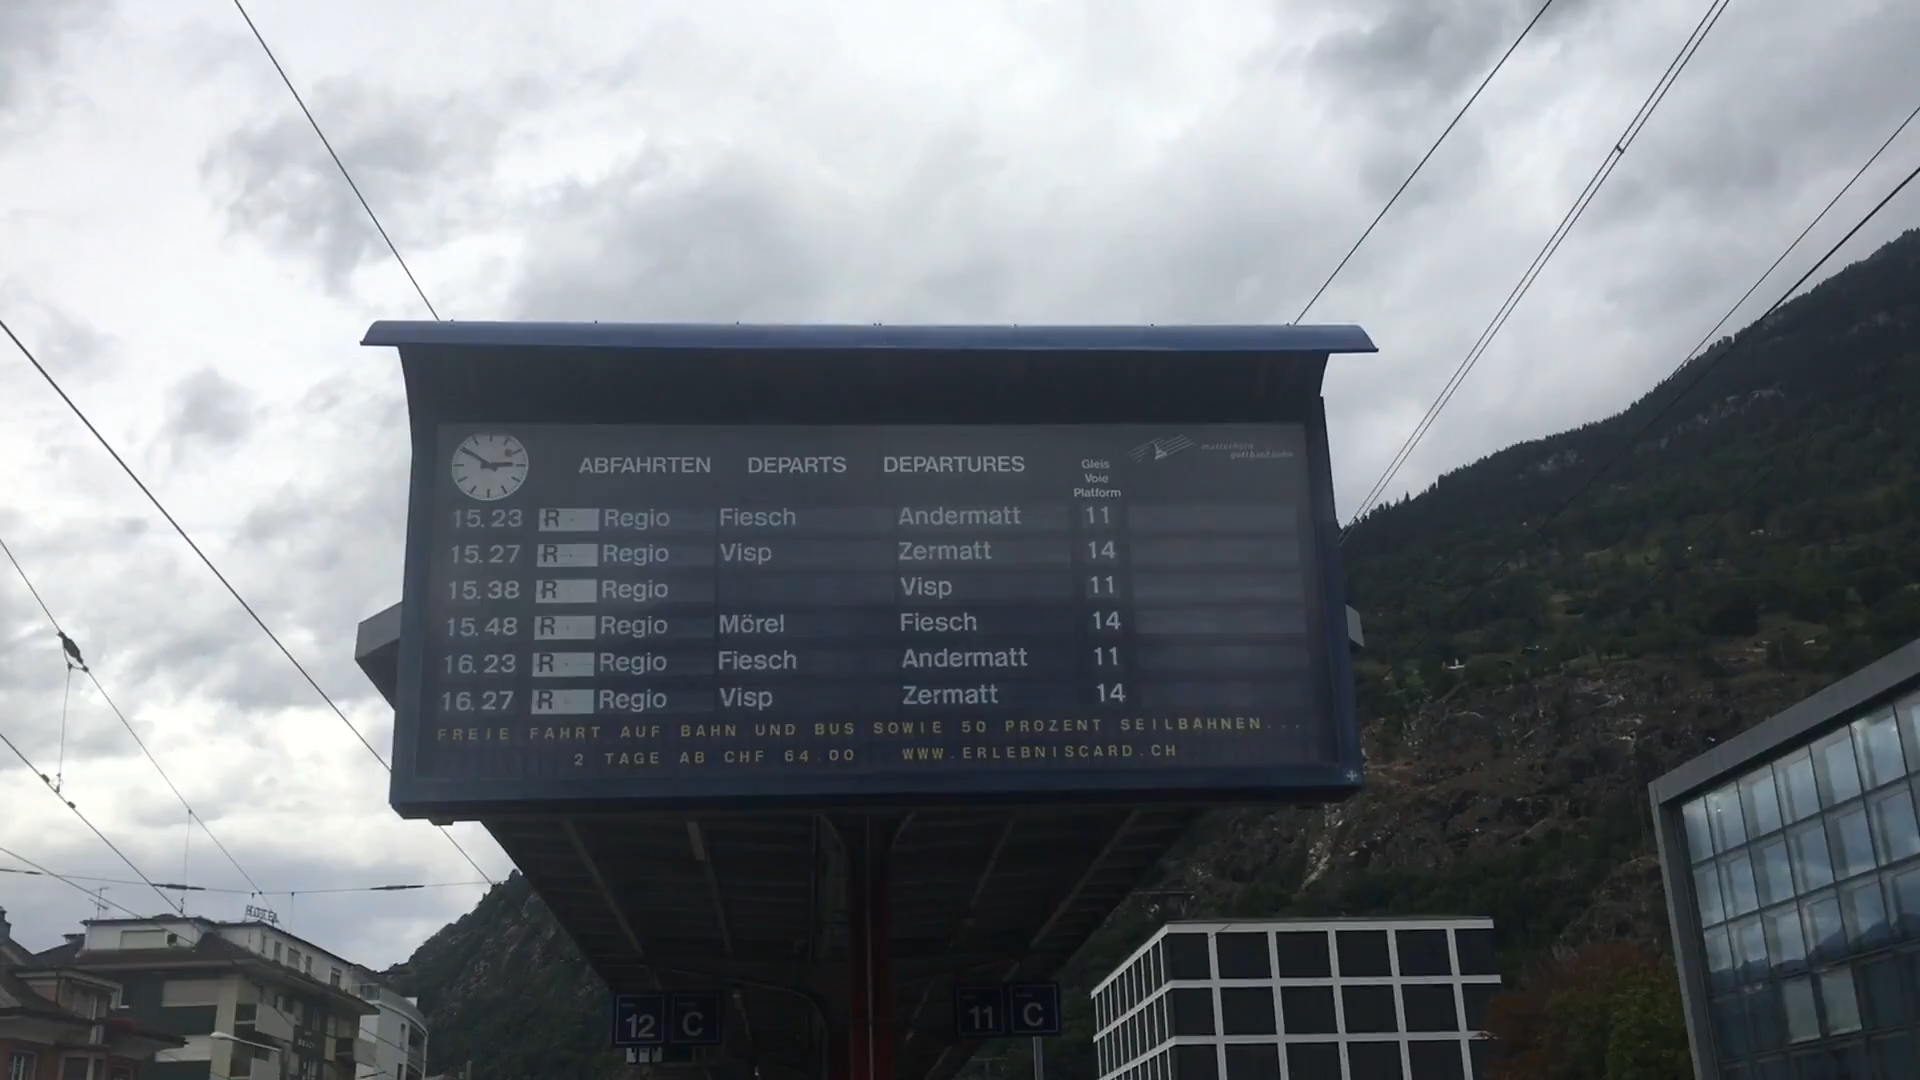 ABFAHRTEN DEPARTS DEPARTURES
Gleis
Voie
Platform
matterhorn
gotthardbahn
15.23 R Regio Fiesch Andermatt 11
15.27 R Regio Visp Zermatt 14
15.38 R Regio Visp 11
15.48 R Regio Mörel Fiesch 14
16.23 R Regio Fiesch Andermatt 11
16.27 R Regio Visp Zermatt 14
FREIE FAHRT AUF BAHN UND BUS SOWIE 50 PROZENT SEILBAHNEN...
2 TAGE AB CHF 64.00 WWW.ERLEBNISCARD.CH
HOTEL
12 C
11 C